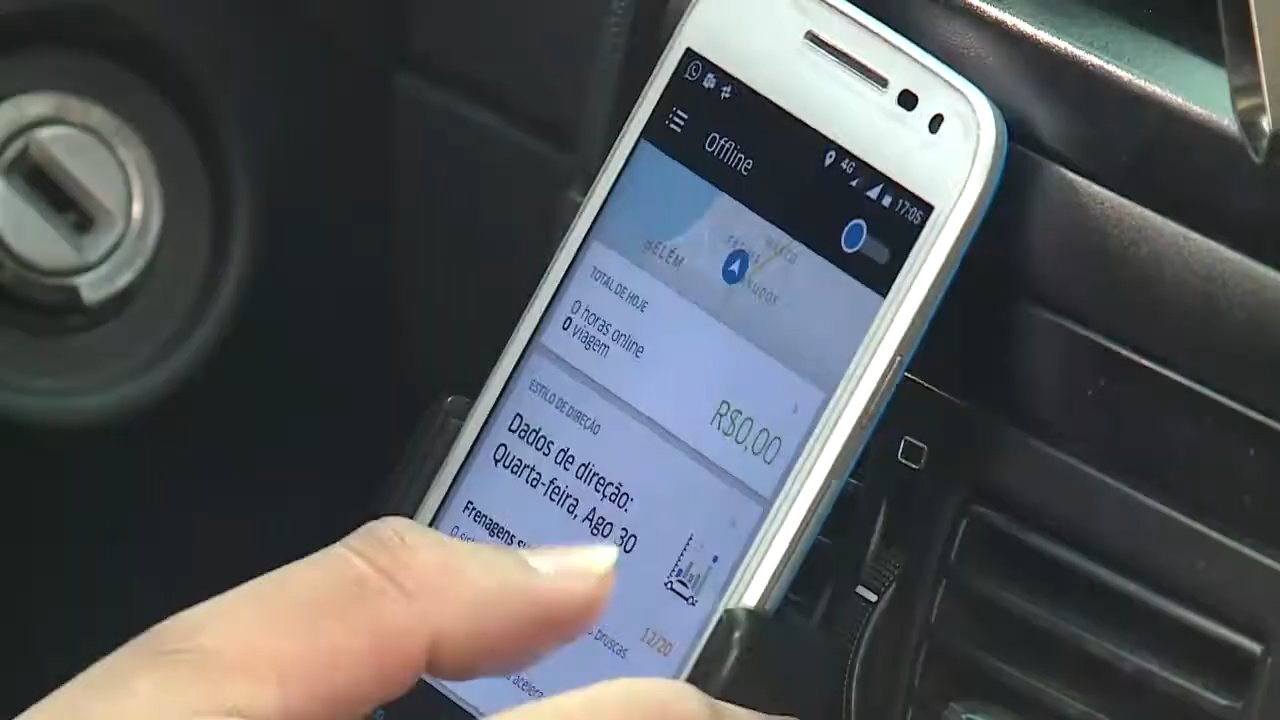 4G
17:05
Offline
BELÉM
TOTAL DE HOJE
0 horas online
0 viagem
R$0,00
ESTILO DE DIREÇÃO
Dados de direção:
Quarta-feira, Ago 30
Frenagens
12/20
bruscas.